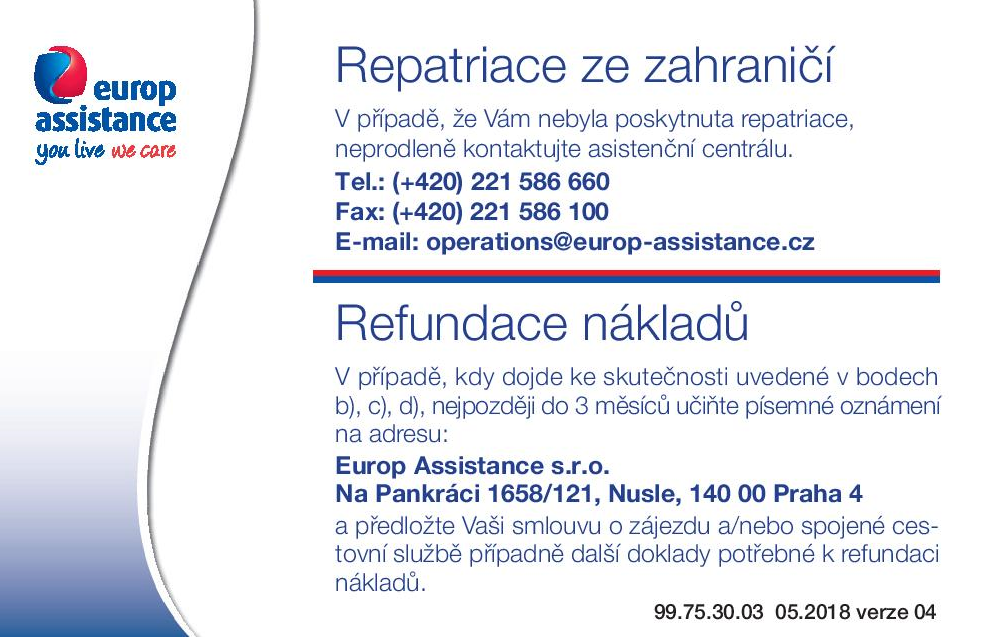 europ
assistance
you live we care
Repatriace ze zahraničí
V případě, že Vám nebyla poskytnuta repatriace,
neprodleně kontaktujte asistenční centrálu.
Tel.: (+420) 221 586 660
Fax: (+420) 221 586 100
E-mail: operations@europ-assistance.cz
Refundace nákladů
V případě, kdy dojde ke skutečnosti uvedené v bodech
b), c), d), nejpozději do 3 měsíců učiňte písemné oznámení
na adresu:
Europ Assistance s.r.o.
Na Pankráci 1658/121, Nusle, 140 00 Praha 4
a předložte Vaši smlouvu o zájezdu a/nebo spojené ces-
tovní službě případně další doklady potřebné k refundaci
nákladů.
99.75.30.03 05.2018 verze 04